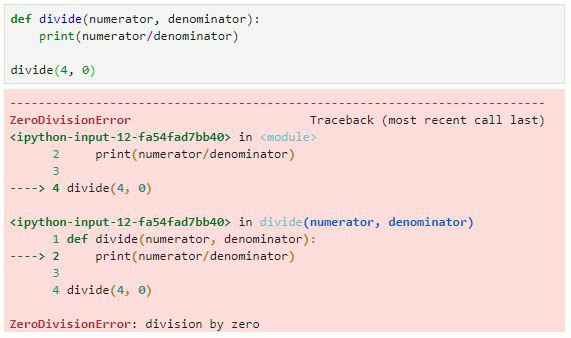 def divide(numerator, denominator):
    print(numerator/denominator)

divide(4, 0)

---------------------------------------------------------------------------
ZeroDivisionError                         Traceback (most recent call last)
<ipython-input-12-fa54fad7bb40> in <module>
      2     print(numerator/denominator)
      3
----> 4 divide(4, 0)

<ipython-input-12-fa54fad7bb40> in divide(numerator, denominator)
      1 def divide(numerator, denominator):
----> 2     print(numerator/denominator)
      3
      4 divide(4, 0)

ZeroDivisionError: division by zero